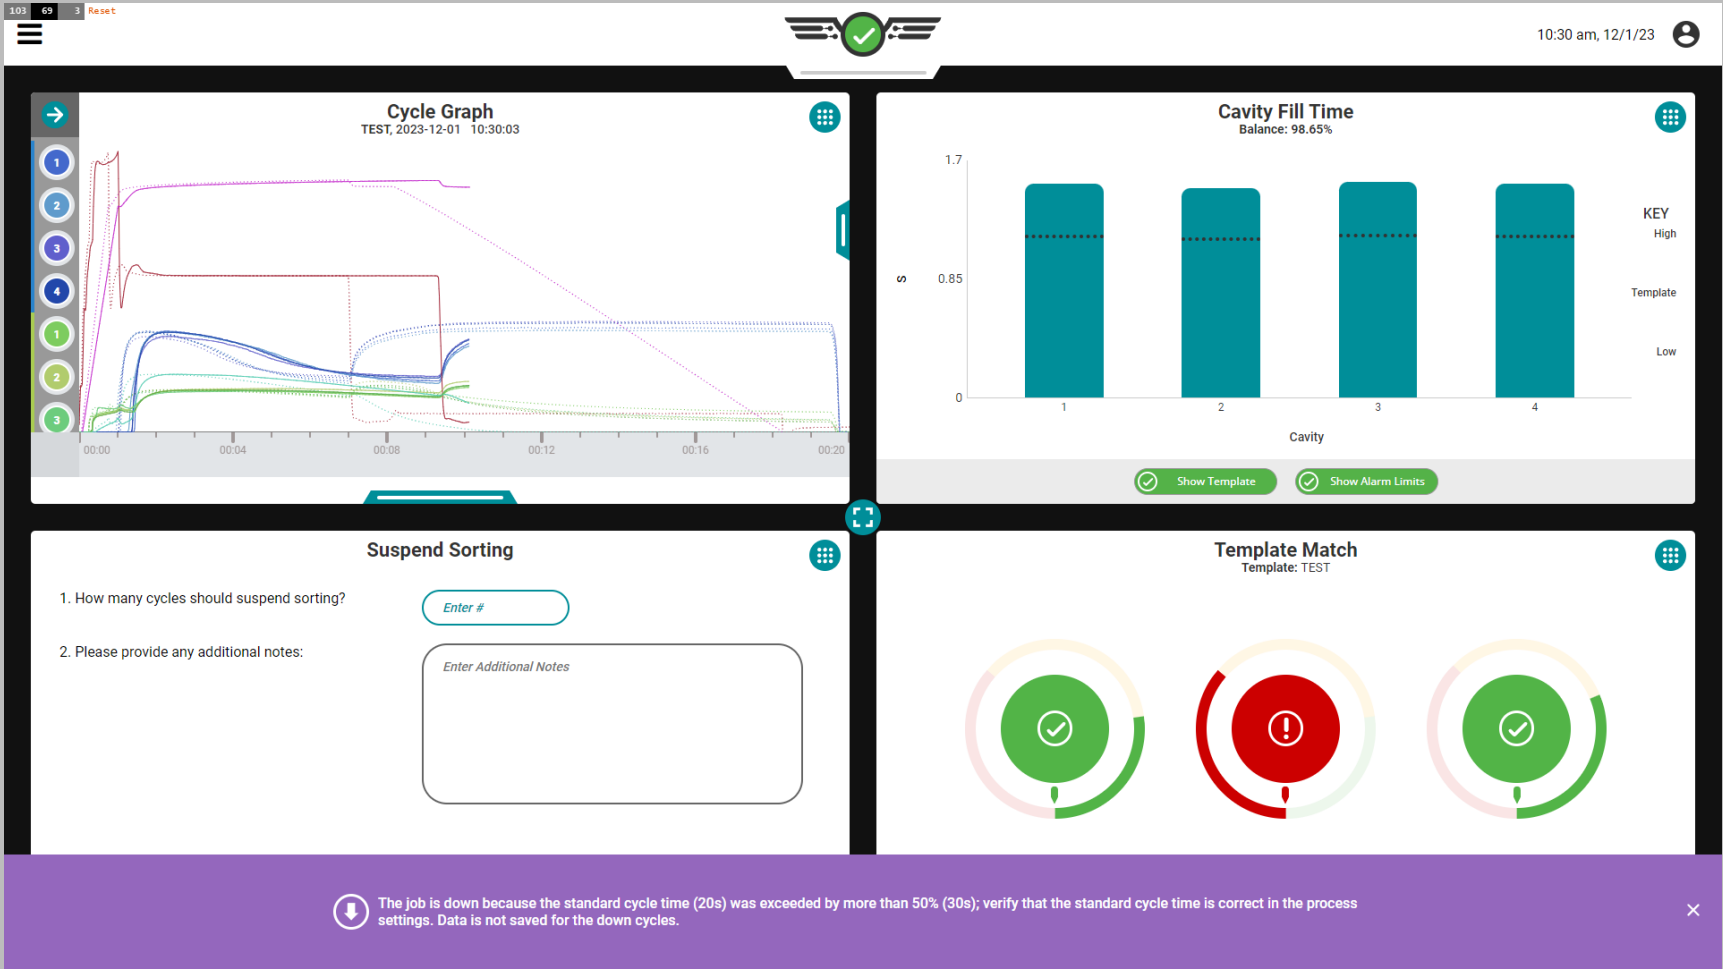 103 69 3 Reset
10:30 am, 12/1/23
Cycle Graph
TEST, 2023-12-01 10:30:03
1
2
3
4
1
2
3
00:00 00:04 00:08 00:12 00:16 00:20
Cavity Fill Time
Balance: 98.65%
1.7
0.85
0
s
1 2 3 4
Cavity
KEY
High
Template
Low
Show Template Show Alarm Limits
Suspend Sorting
1. How many cycles should suspend sorting?
Enter #
2. Please provide any additional notes:
Enter Additional Notes
Template Match
Template: TEST
The job is down because the standard cycle time (20s) was exceeded by more than 50% (30s); verify that the standard cycle time is correct in the process
settings. Data is not saved for the down cycles.